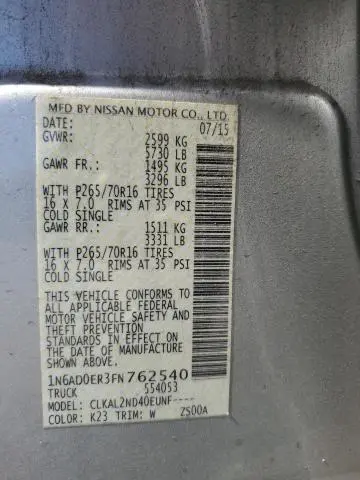 MFD BY NISSAN MOTOR CO., LTD.
DATE: 07/15
GVWR: 2599 KG
5730 LB
GAWR FR.: 1495 KG
3296 LB
WITH P265/70R16 TIRES
16 X 7.0 RIMS AT 35 PSI
COLD SINGLE
GAWR RR.: 1511 KG
3331 LB
WITH P265/70R16 TIRES
16 X 7.0 RIMS AT 35 PSI
COLD SINGLE
THIS VEHICLE CONFORMS TO
ALL APPLICABLE FEDERAL
MOTOR VEHICLE SAFETY AND
THEFT PREVENTION
STANDARDS IN EFFECT ON
THE DATE OF MANUFACTURE
SHOWN ABOVE.
1N6AD0ER3FN762540
TRUCK 554053
MODEL: CLKAL2ND40EUNF----
COLOR: K23 TRIM: W ZS00A